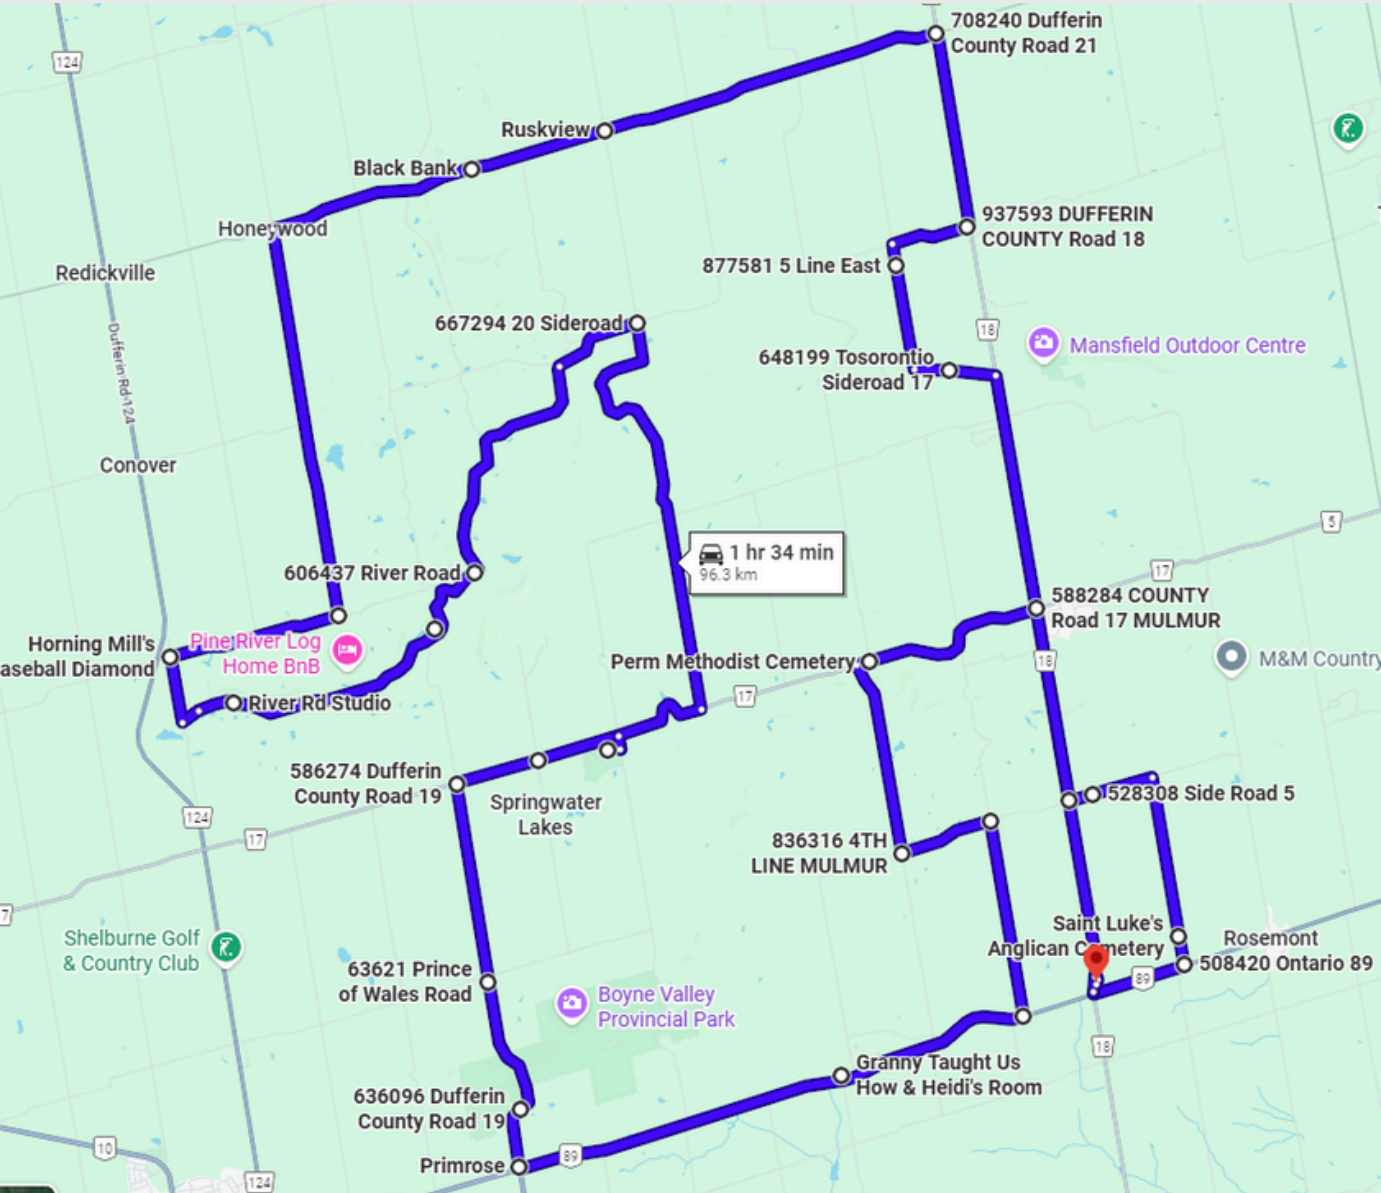 708240 Dufferin
County Road 21
124
Ruskview
Black Bank
Honeywood
937593 DUFFERIN
COUNTY Road 18
877581 5 Line East
Redickville
667294 20 Sideroad
18
Mansfield Outdoor Centre
648199 Tosorontio
Sideroad 17
Dufferin Rd 124
Conover
5
1 hr 34 min
96.3 km
17
606437 River Road
588284 COUNTY
Road 17 MULMUR
Horning Mill's
aseball Diamond
Pine River Log
Home BnB
Perm Methodist Cemetery
18
M&M Country
River Rd Studio
17
586274 Dufferin
County Road 19
Springwater
Lakes
528308 Side Road 5
124
17
836316 4TH
LINE MULMUR
7
Shelburne Golf
& Country Club
Saint Luke's
Anglican Cemetery
Rosemont
508420 Ontario 89
89
63621 Prince
of Wales Road
Boyne Valley
Provincial Park
18
Granny Taught Us
How & Heidi's Room
636096 Dufferin
County Road 19
10
89
Primrose
124